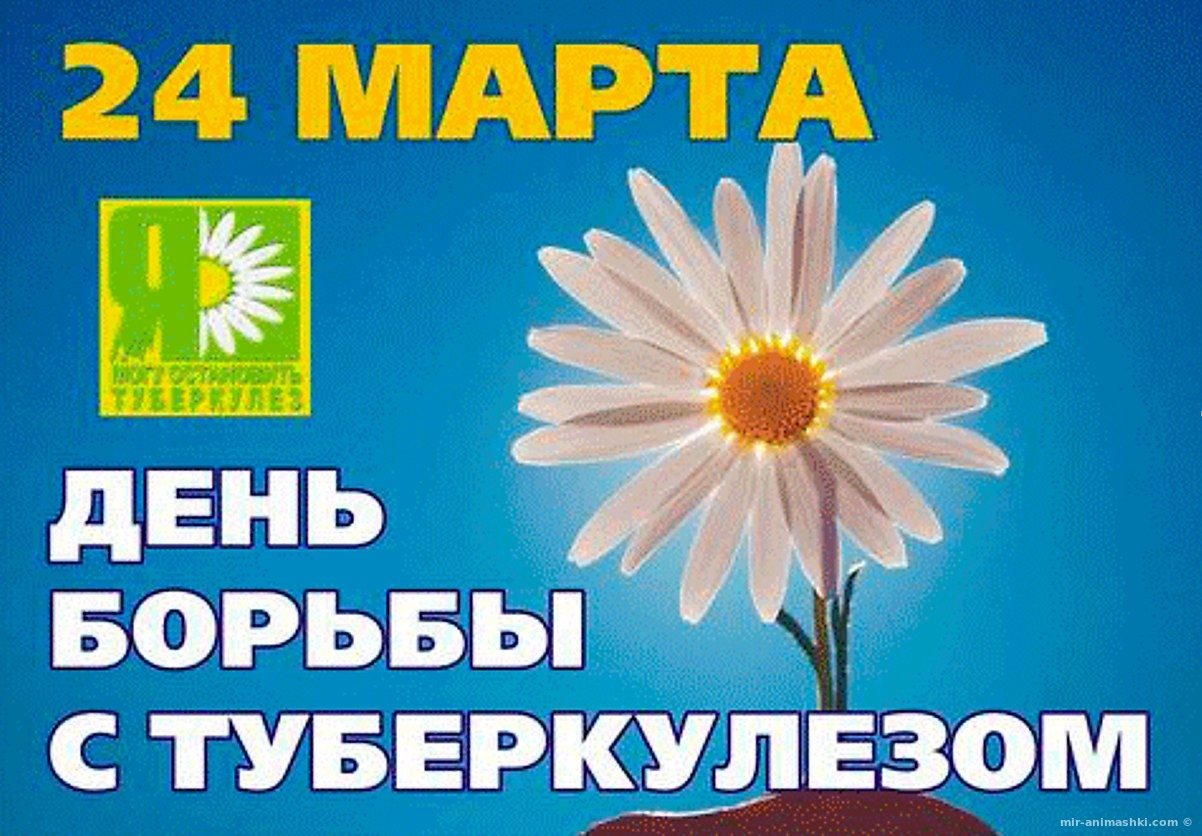 24 МАРТА
Я
МОГУ ОСТАНОВИТЬ
ТУБЕРКУЛЕЗ
ДЕНЬ
БОРЬБЫ
С ТУБЕРКУЛЕЗОМ
mir-animashki.com ©